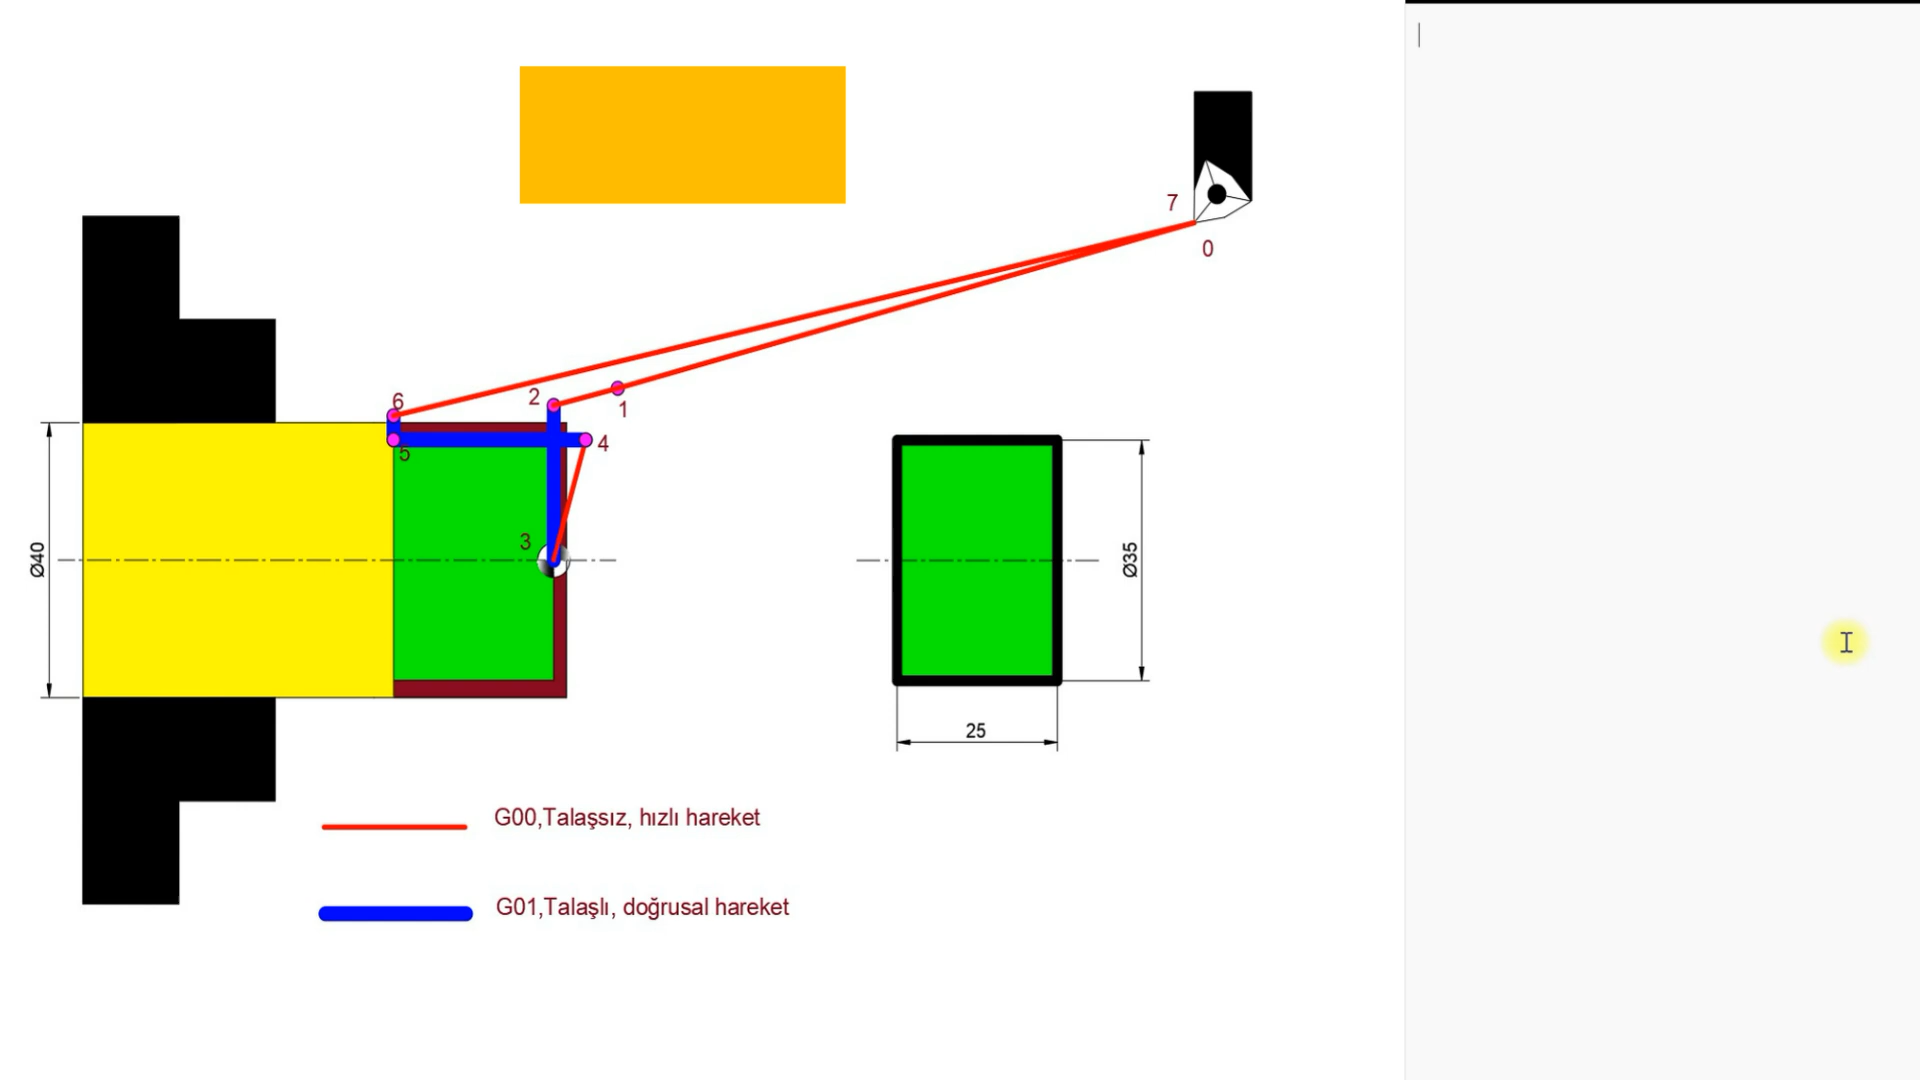 7
0
6
2
1
4
5
3
Ø40
Ø35
25
G00,Talaşsız, hızlı hareket
G01,Talaşlı, doğrusal hareket